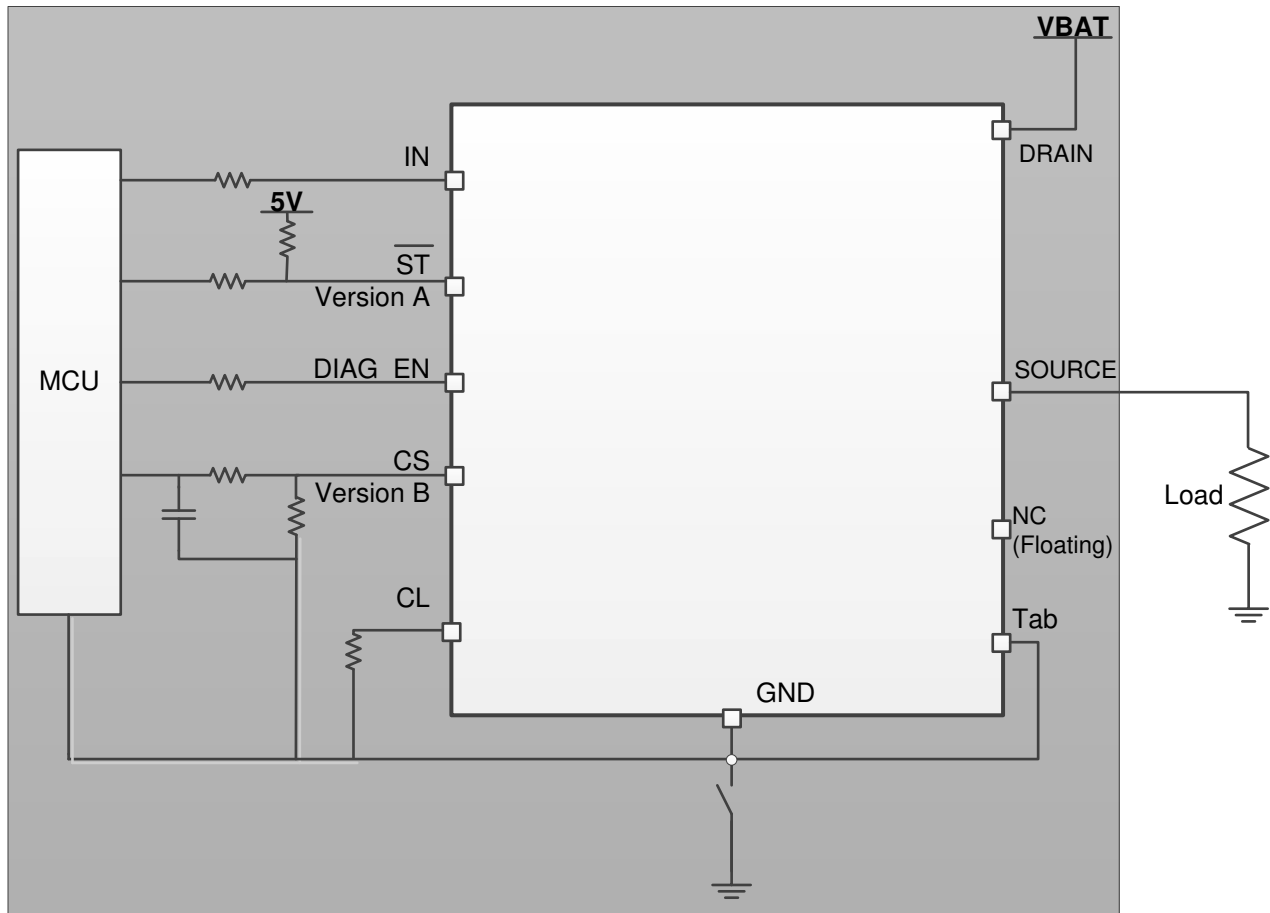 VBAT
DRAIN
IN
5V
ST
Version A
MCU
DIAG EN
SOURCE
CS
Version B
NC
(Floating)
Load
CL
Tab
GND